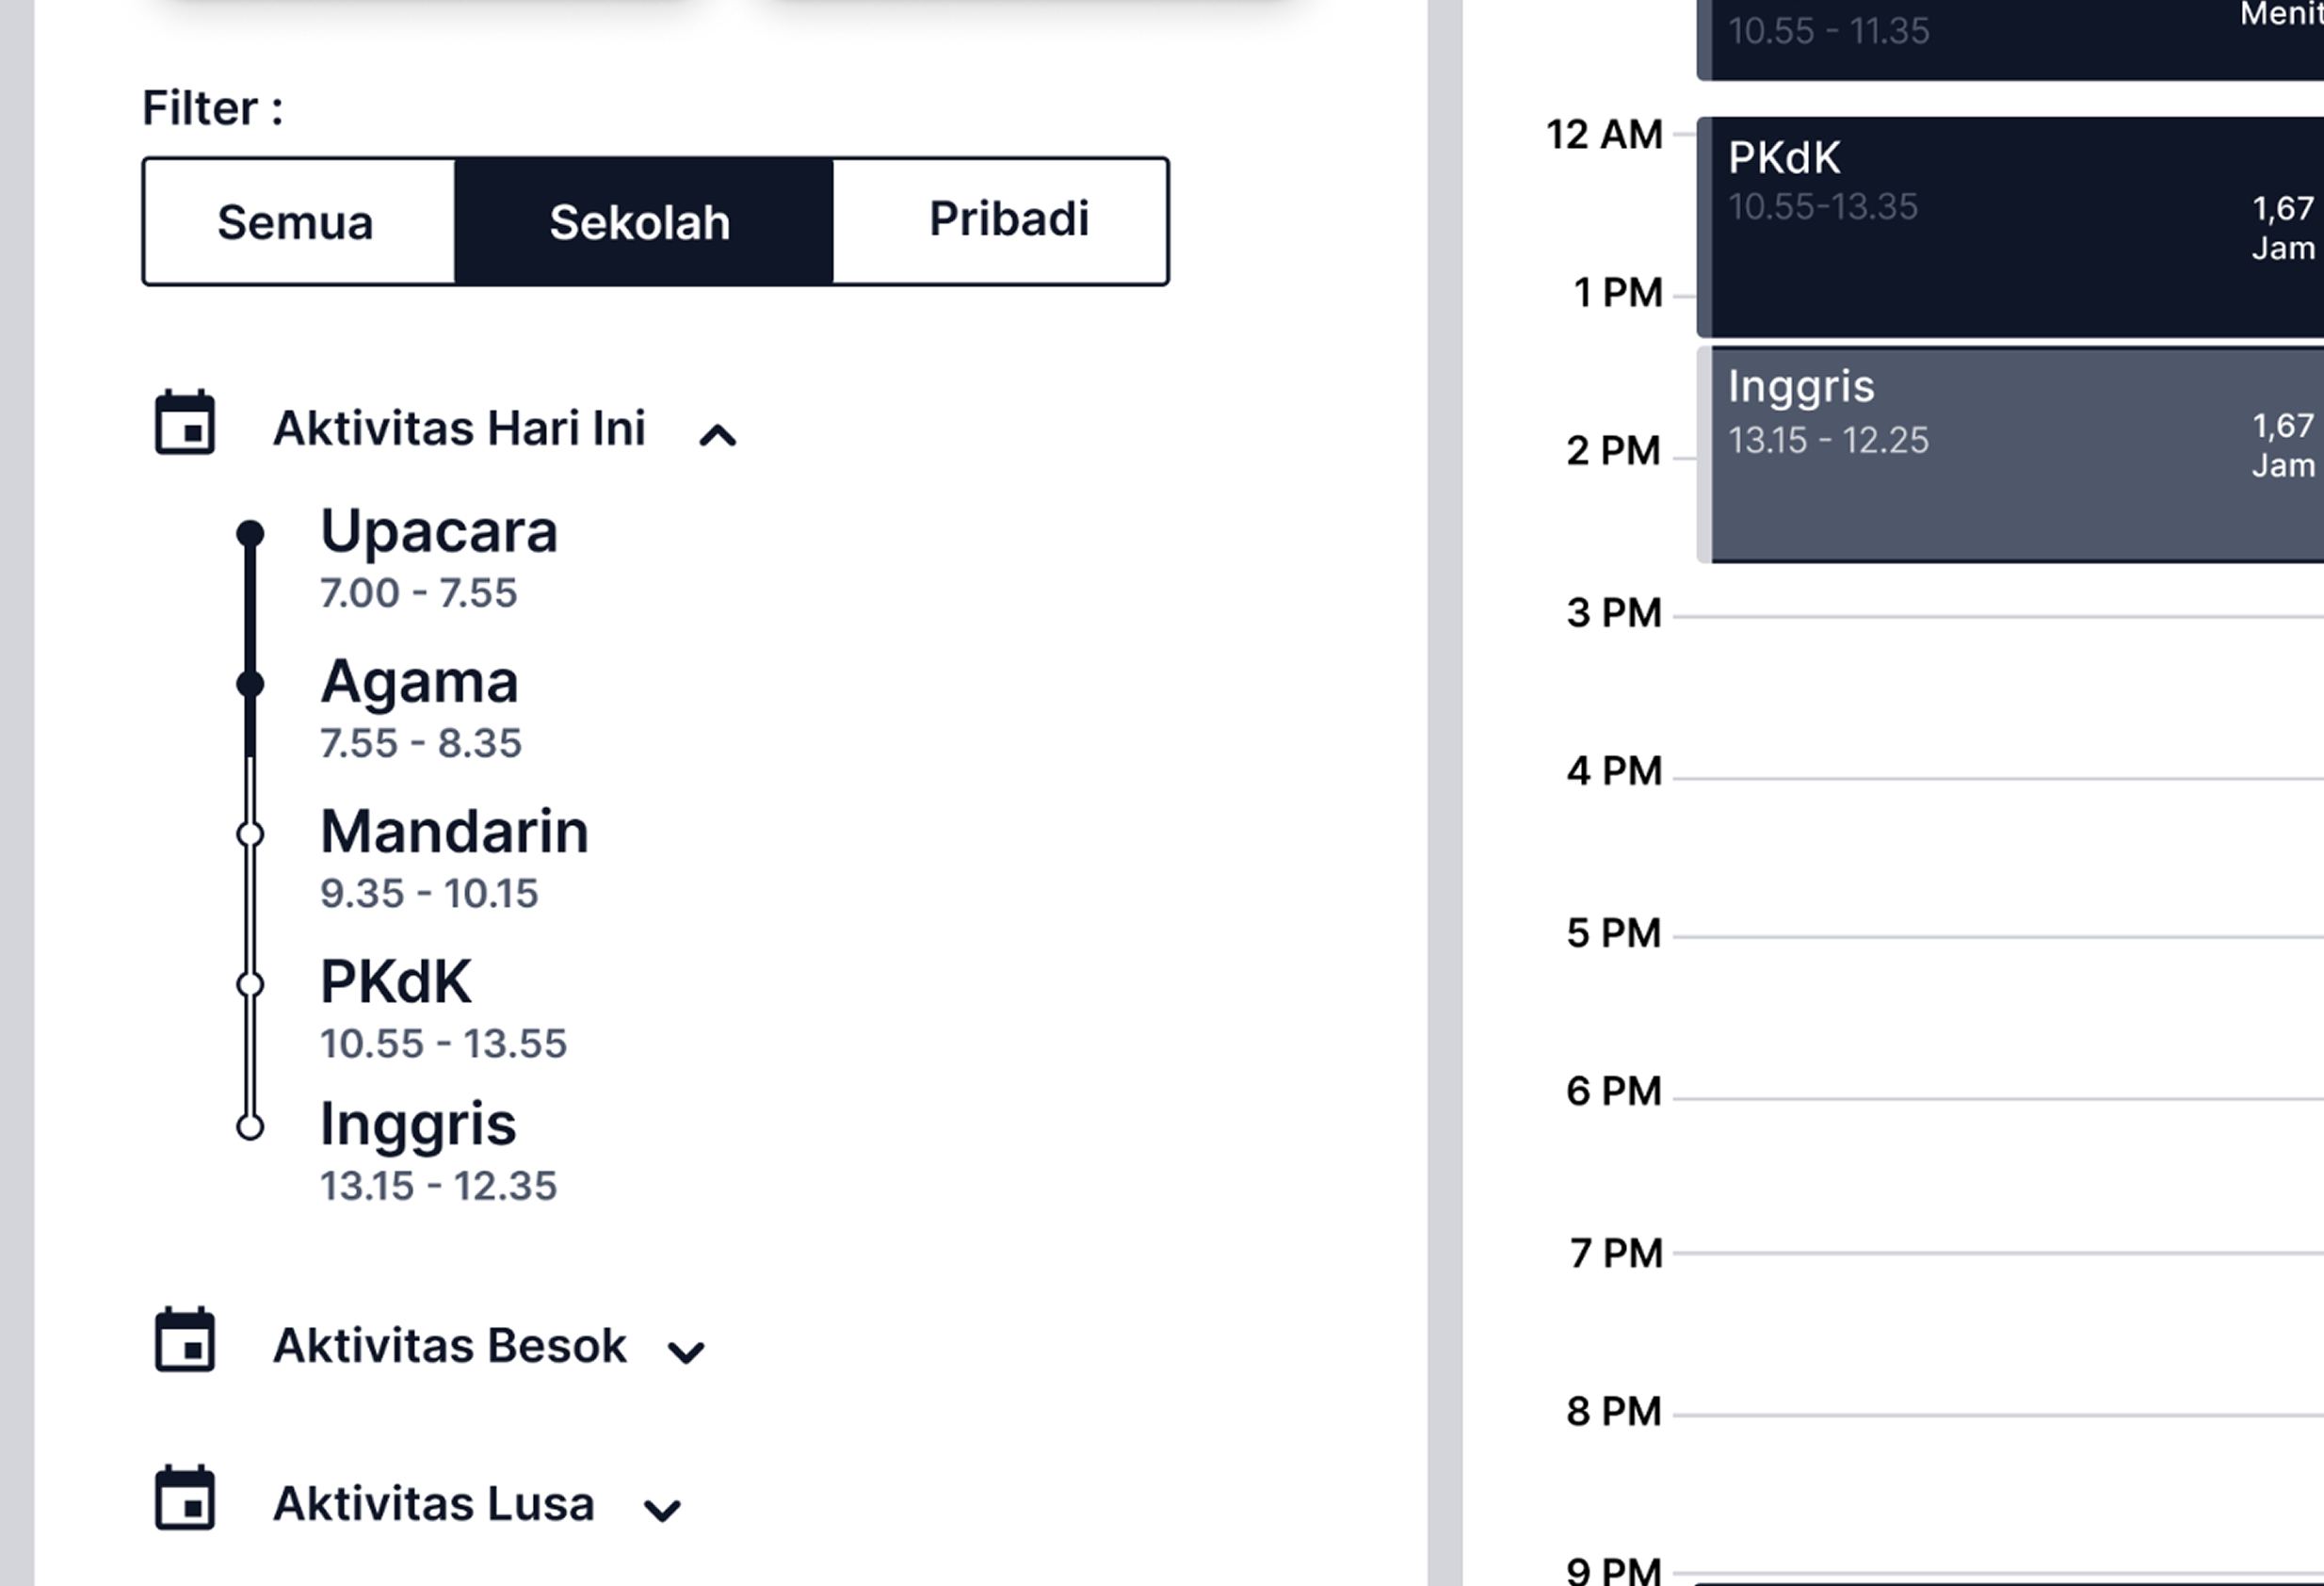 Filter :
Semua
Sekolah
Pribadi
Aktivitas Hari Ini
Upacara
7.00 - 7.55
Agama
7.55 - 8.35
Mandarin
9.35 - 10.15
PKdK
10.55 - 13.55
Inggris
13.15 - 12.35
Aktivitas Besok
Aktivitas Lusa
10.55 - 11.35
Menit
12 AM
PKdK
10.55-13.35
1,67
Jam
1 PM
Inggris
13.15 - 12.25
1,67
Jam
2 PM
3 PM
4 PM
5 PM
6 PM
7 PM
8 PM
9 PM